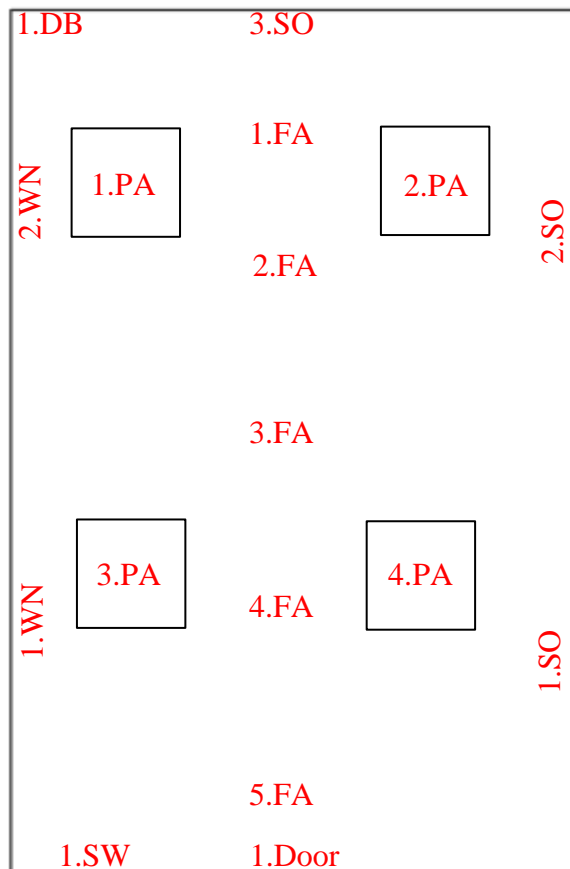 1.DB
3.SO
1.FA
1.PA
2.PA
2.WN
2.SO
2.FA
3.FA
3.PA
4.PA
4.FA
1.WN
1.SO
5.FA
1.SW
1.Door